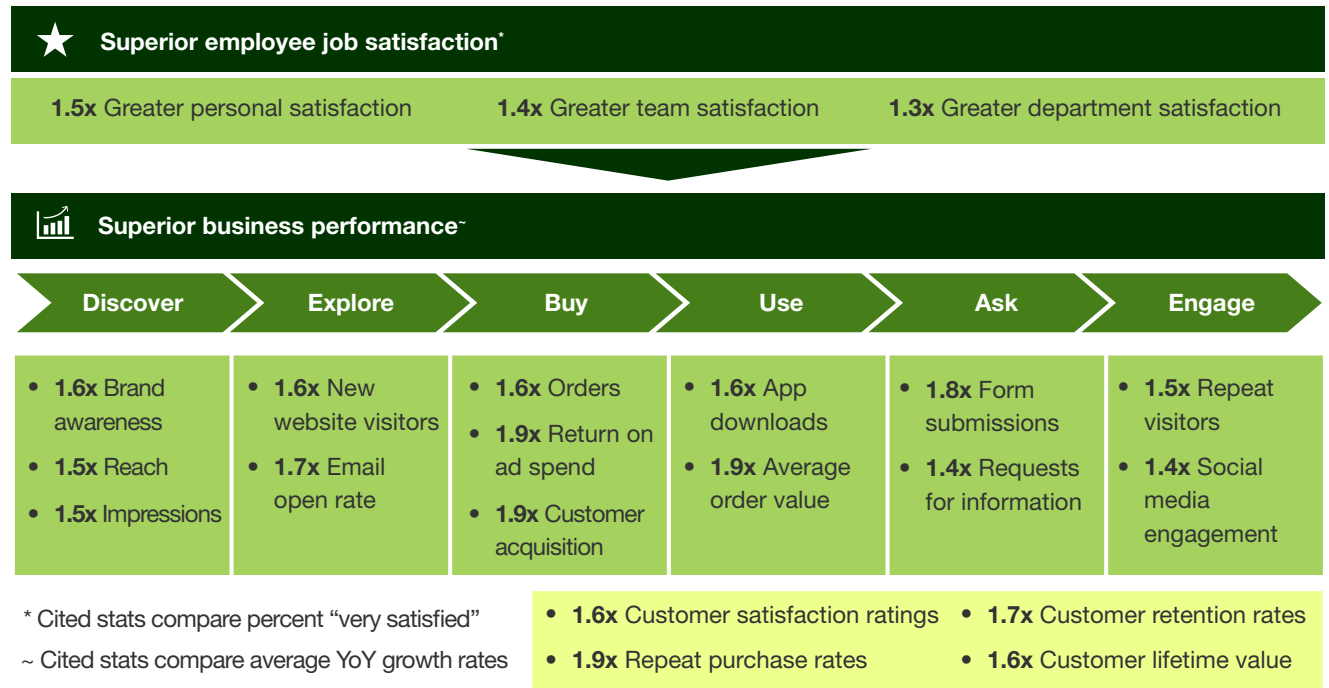 Superior employee job satisfaction*
1.5x Greater personal satisfaction
1.4x Greater team satisfaction
1.3x Greater department satisfaction
Superior business performance~
Discover
Explore
Buy
Use
Ask
Engage
• 1.6x Brand
awareness
• 1.5x Reach
• 1.5x Impressions
• 1.6x New
website visitors
• 1.7x Email
open rate
• 1.6x Orders
• 1.9x Return on
ad spend
• 1.9x Customer
acquisition
• 1.6x App
downloads
• 1.9x Average
order value
• 1.8x Form
submissions
• 1.4x Requests
for information
• 1.5x Repeat
visitors
• 1.4x Social
media
engagement
* Cited stats compare percent “very satisfied”
~ Cited stats compare average YoY growth rates
• 1.6x Customer satisfaction ratings
• 1.9x Repeat purchase rates
• 1.7x Customer retention rates
• 1.6x Customer lifetime value